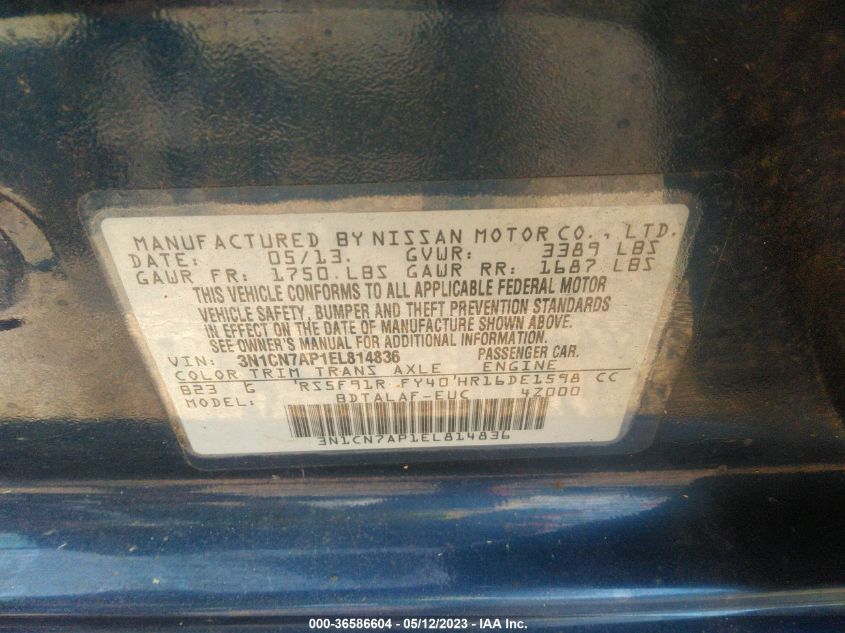 MANUFACTURED BY NISSAN MOTOR CO., LTD.
DATE: 05/13. GVWR: 3389 LBS
GAWR FR: 1750 LBS GAWR RR: 1687 LBS
THIS VEHICLE CONFORMS TO ALL APPLICABLE FEDERAL MOTOR
VEHICLE SAFETY, BUMPER AND THEFT PREVENTION STANDARDS
IN EFFECT ON THE DATE OF MANUFACTURE SHOWN ABOVE.
SEE OWNER'S MANUAL FOR ADDITIONAL INFORMATION.
VIN: 3N1CN7AP1EL814836 PASSENGER CAR.
COLOR TRIM TRANS AXLE ENGINE
B23 G RS5F91R FY40 HR16DE1598 CC
MODEL: BDTALAF-EUC 42000
3N1CN7AP1EL814836
000-36586604 - 05/12/2023 - IAA Inc.